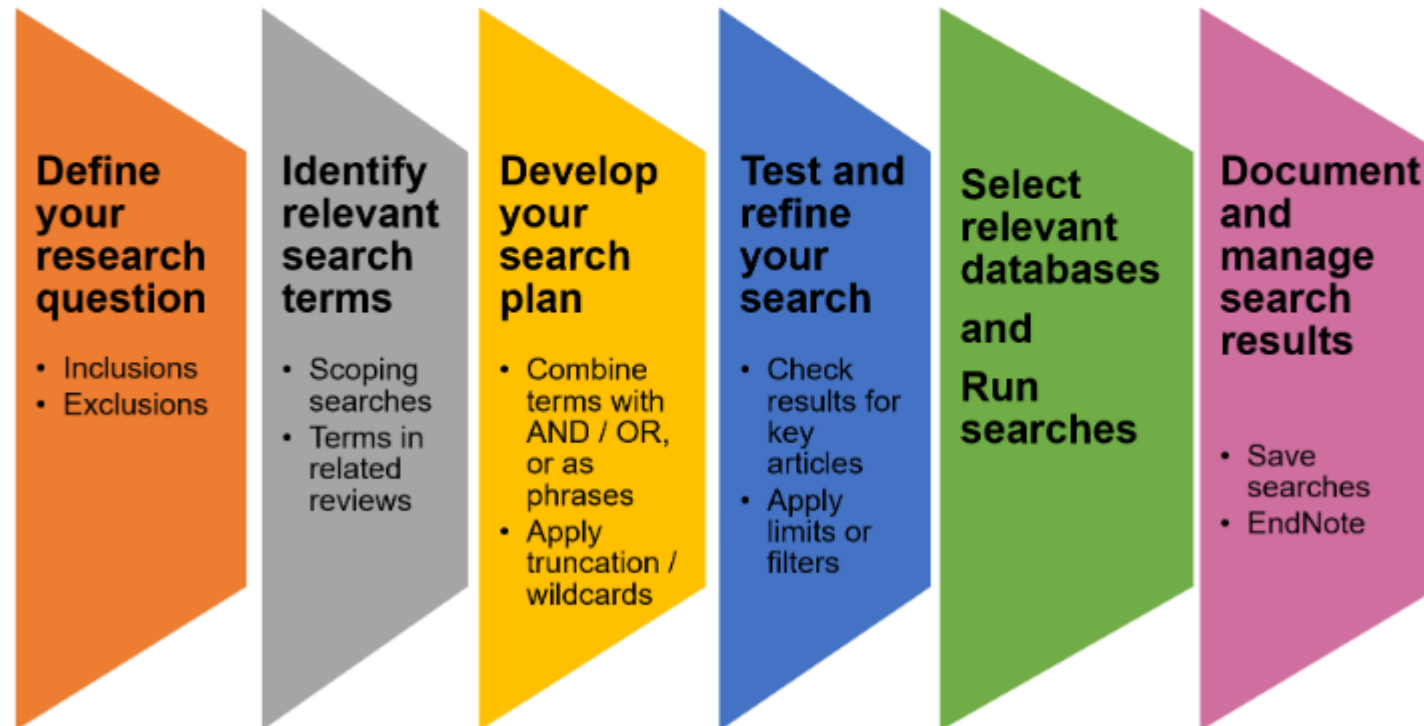 Define
your
research
question
• Inclusions
• Exclusions
Identify
relevant
search
terms
• Scoping
searches
• Terms in
related
reviews
Develop
your
search
plan
• Combine
terms with
AND / OR,
or as
phrases
• Apply
truncation /
wildcards
Test and
refine
your
search
• Check
results for
key
articles
• Apply
limits or
filters
Select
relevant
databases
and
Run
searches
Document
and
manage
search
results
• Save
searches
• EndNote